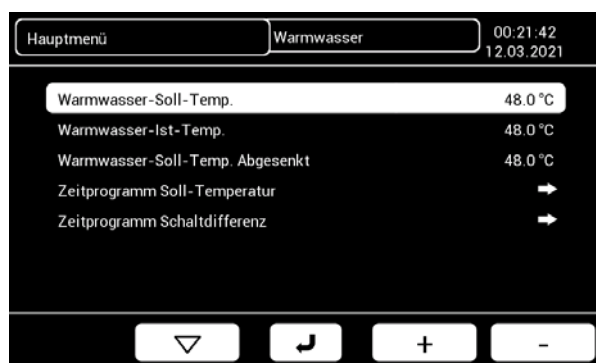 Hauptmenü Warmwasser 00:21:42
12.03.2021
Warmwasser-Soll-Temp. 48.0 °C
Warmwasser-Ist-Temp. 48.0 °C
Warmwasser-Soll-Temp. Abgesenkt 48.0 °C
Zeitprogramm Soll-Temperatur
Zeitprogramm Schaltdifferenz
+ -